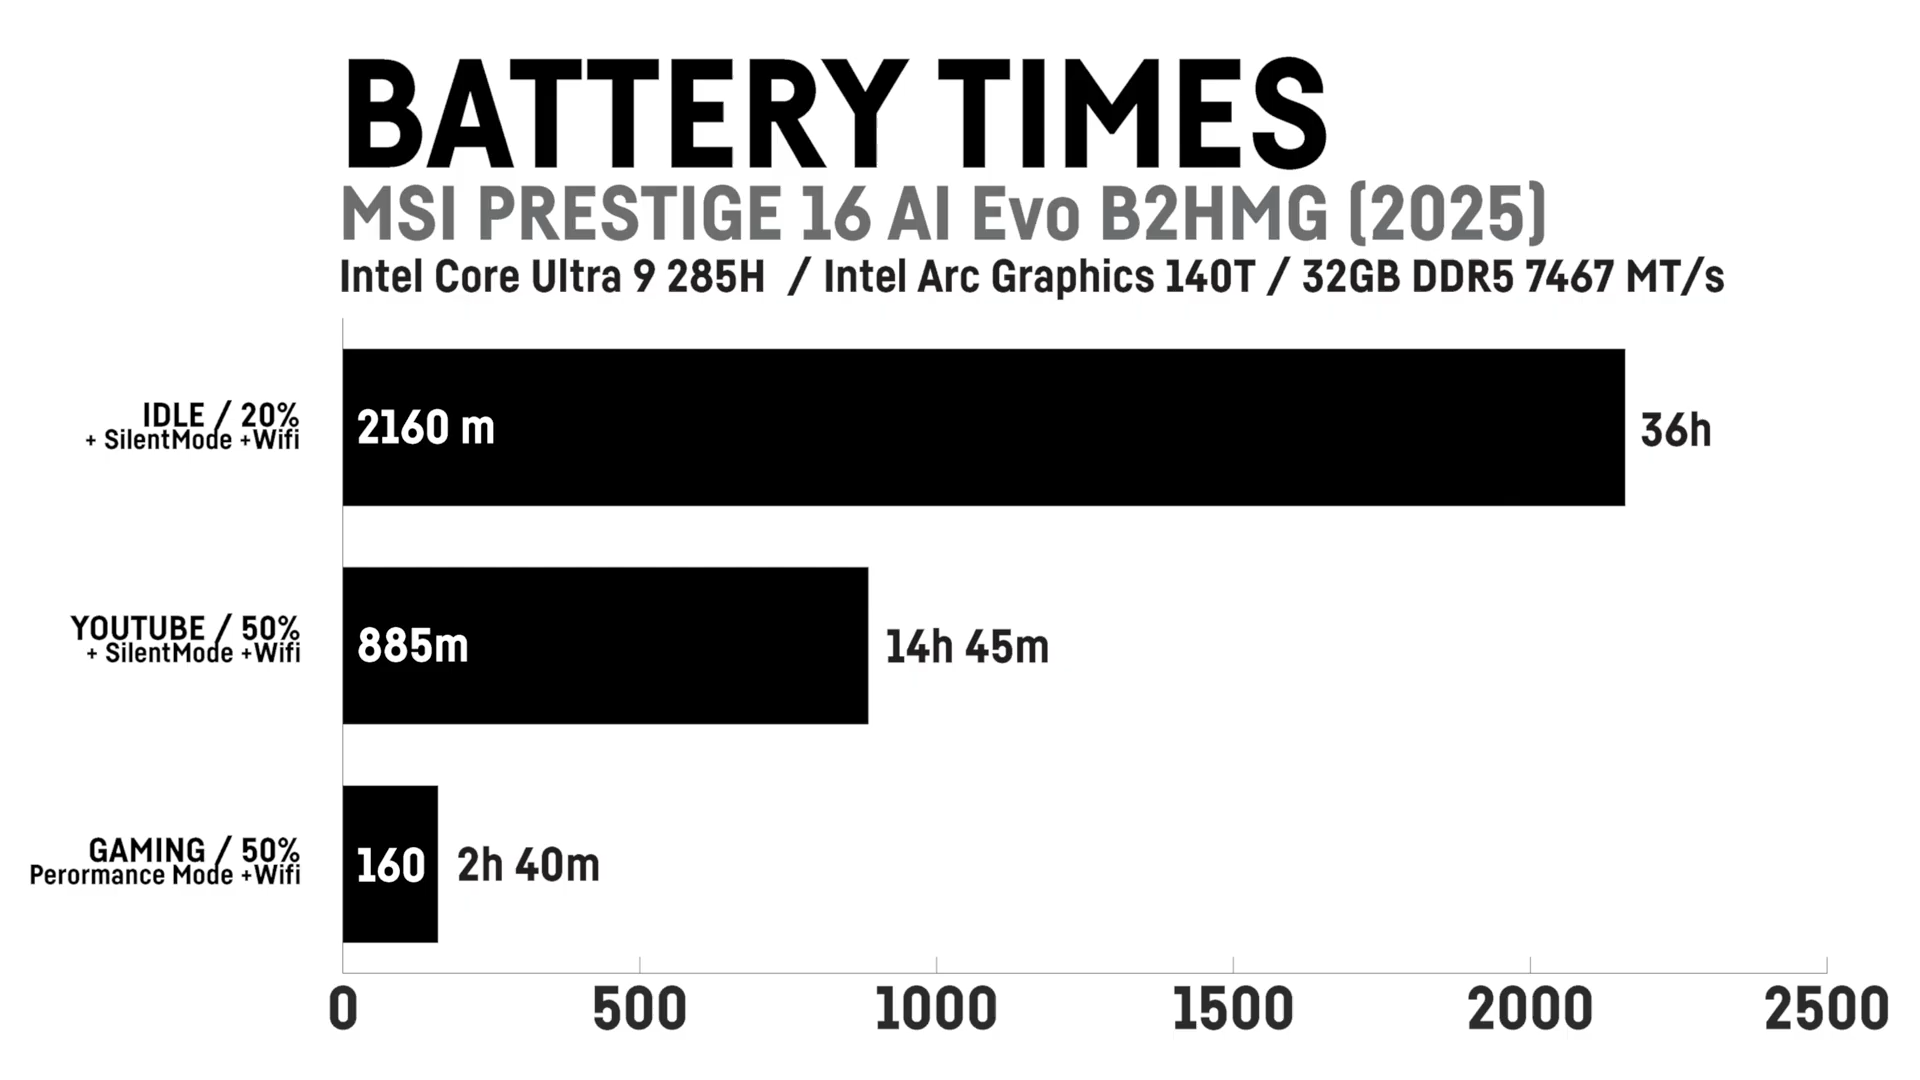 BATTERY TIMES
MSI PRESTIGE 16 AI Evo B2HMG (2025)
Intel Core Ultra 9 285H / Intel Arc Graphics 140T / 32GB DDR5 7467 MT/s
IDLE / 20%
+ SilentMode +Wifi
2160 m
36h
YOUTUBE / 50%
+ SilentMode +Wifi
885m
14h 45m
GAMING / 50%
Perormance Mode +Wifi
160
2h 40m
0 500 1000 1500 2000 2500